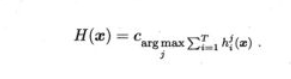 H(𝒙) = c_{arg max_j ∑_{i=1}^{T} h_i^j(𝒙)} .